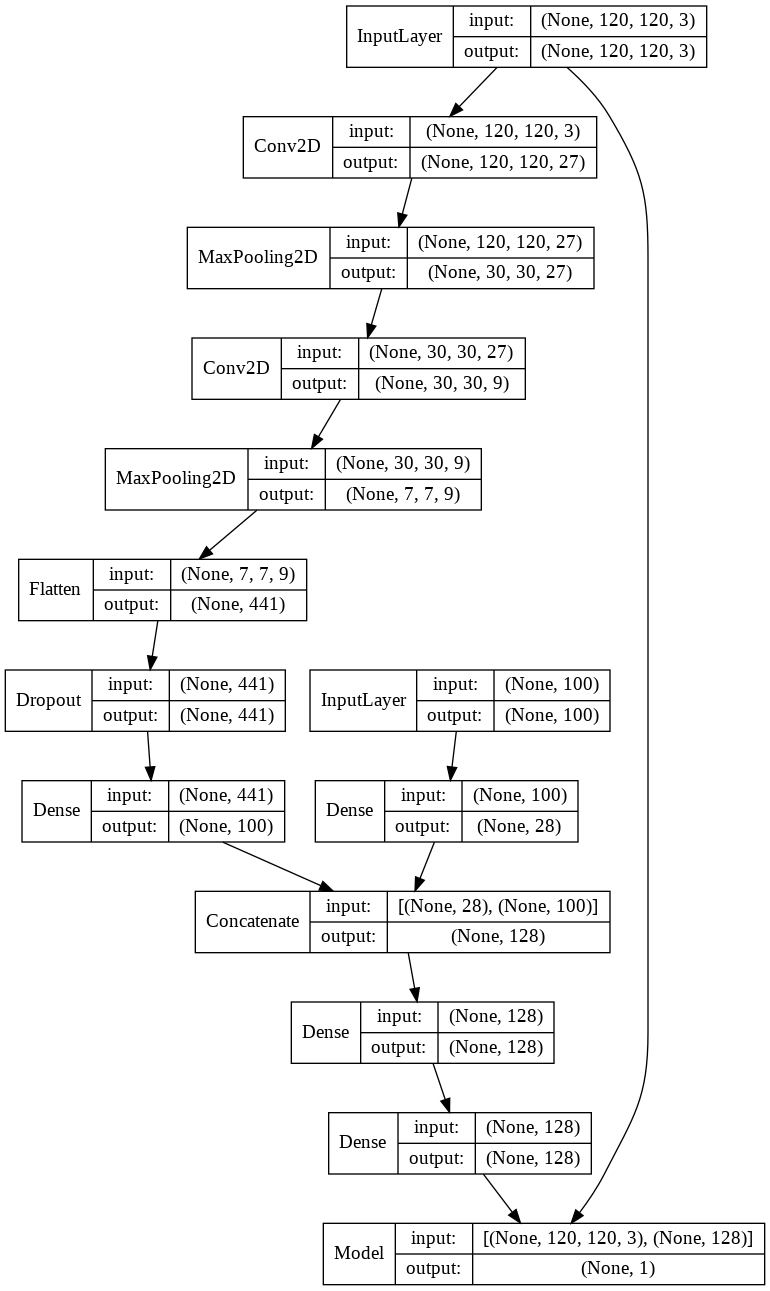 InputLayer
input: (None, 120, 120, 3)
output: (None, 120, 120, 3)
Conv2D
input: (None, 120, 120, 3)
output: (None, 120, 120, 27)
MaxPooling2D
input: (None, 120, 120, 27)
output: (None, 30, 30, 27)
Conv2D
input: (None, 30, 30, 27)
output: (None, 30, 30, 9)
MaxPooling2D
input: (None, 30, 30, 9)
output: (None, 7, 7, 9)
Flatten
input: (None, 7, 7, 9)
output: (None, 441)
Dropout
input: (None, 441)
output: (None, 441)
InputLayer
input: (None, 100)
output: (None, 100)
Dense
input: (None, 441)
output: (None, 100)
Dense
input: (None, 100)
output: (None, 28)
Concatenate
input: [(None, 28), (None, 100)]
output: (None, 128)
Dense
input: (None, 128)
output: (None, 128)
Dense
input: (None, 128)
output: (None, 128)
Model
input: [(None, 120, 120, 3), (None, 128)]
output: (None, 1)